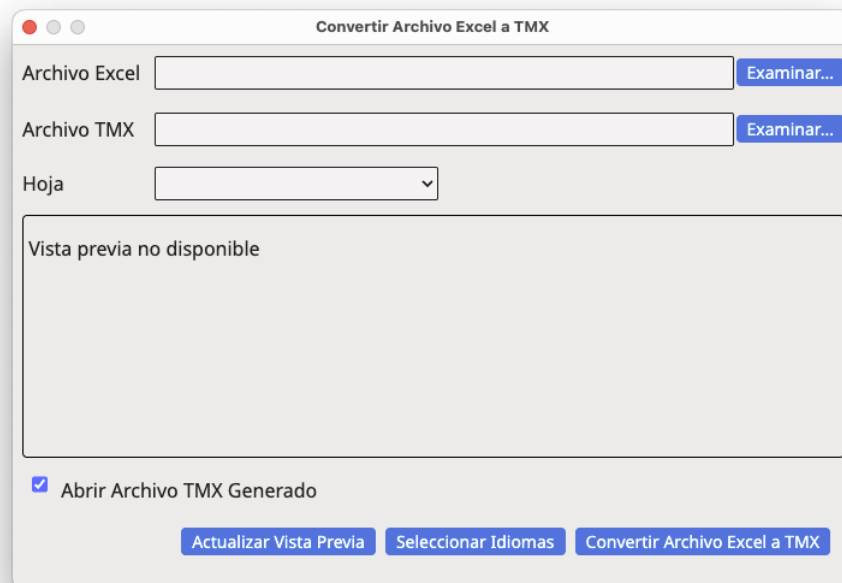 Convertir Archivo Excel a TMX
Archivo Excel Examinar...
Archivo TMX Examinar...
Hoja
Vista previa no disponible
Abrir Archivo TMX Generado
Actualizar Vista Previa Seleccionar Idiomas Convertir Archivo Excel a TMX